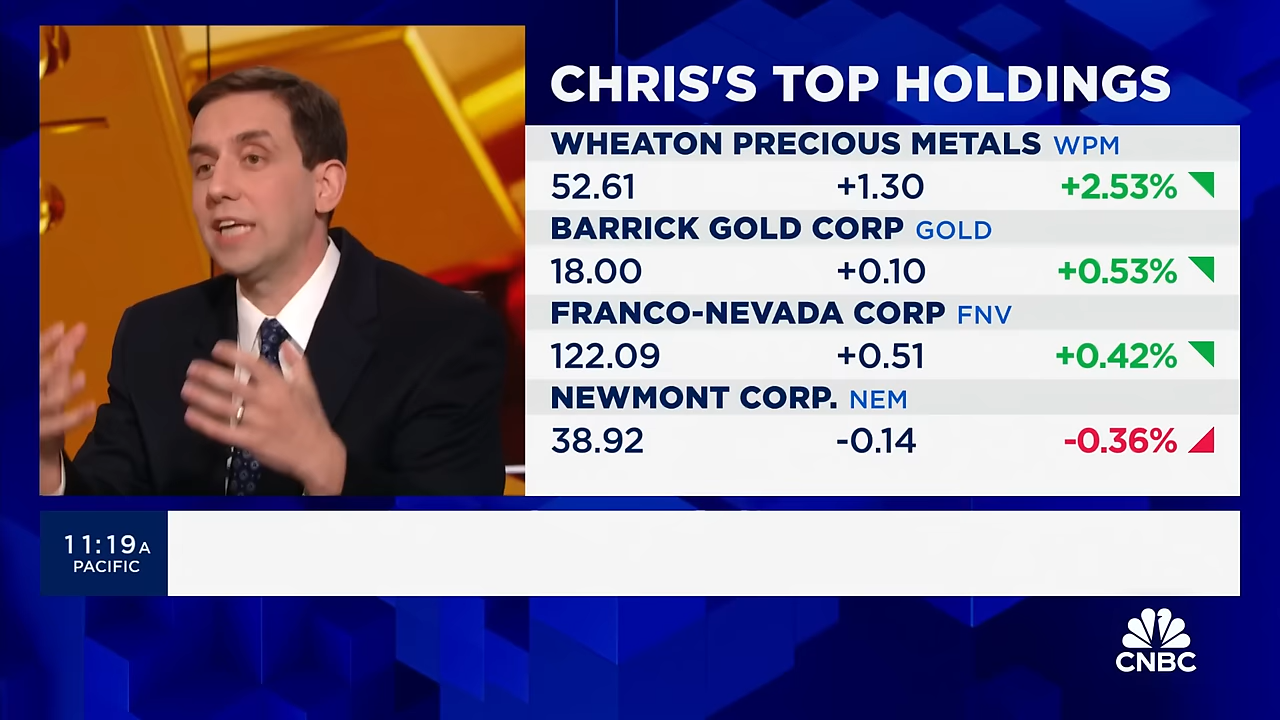 CHRIS'S TOP HOLDINGS
WHEATON PRECIOUS METALS WPM
52.61 +1.30 +2.53%
BARRICK GOLD CORP GOLD
18.00 +0.10 +0.53%
FRANCO-NEVADA CORP FNV
122.09 +0.51 +0.42%
NEWMONT CORP. NEM
38.92 -0.14 -0.36%
11:19A
PACIFIC
CNBC